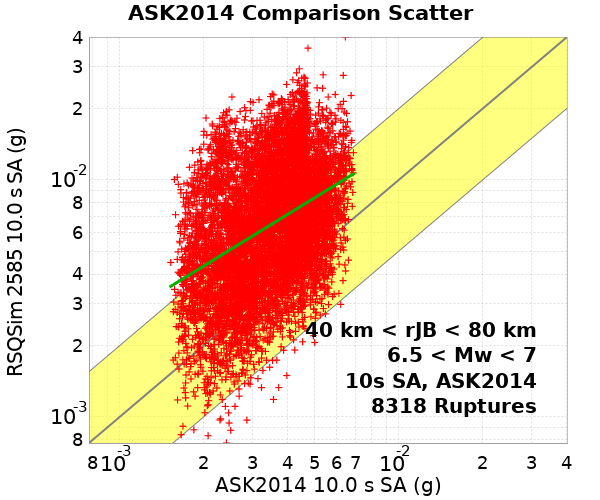 ASK2014 Comparison Scatter
RSQSim 2585 10.0 s SA (g)
4
3
2
10-2
8
6
4
3
2
10-3
8
40 km < rJB < 80 km
6.5 < Mw < 7
10s SA, ASK2014
8318 Ruptures
8 10-3 2 3 4 5 6 7 10-2 2 3 4
ASK2014 10.0 s SA (g)